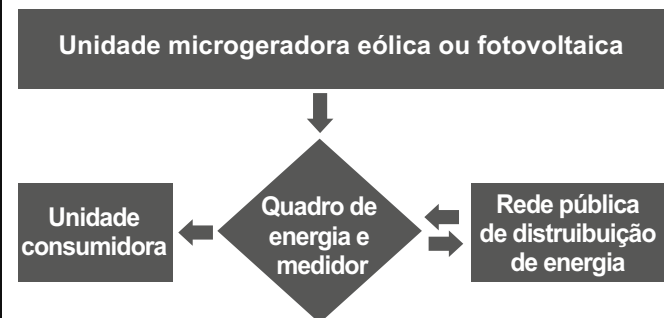 Unidade microgeradora eólica ou fotovoltaica
Unidade
consumidora
Quadro de
energia e
medidor
Rede pública
de distruibuição
de energia